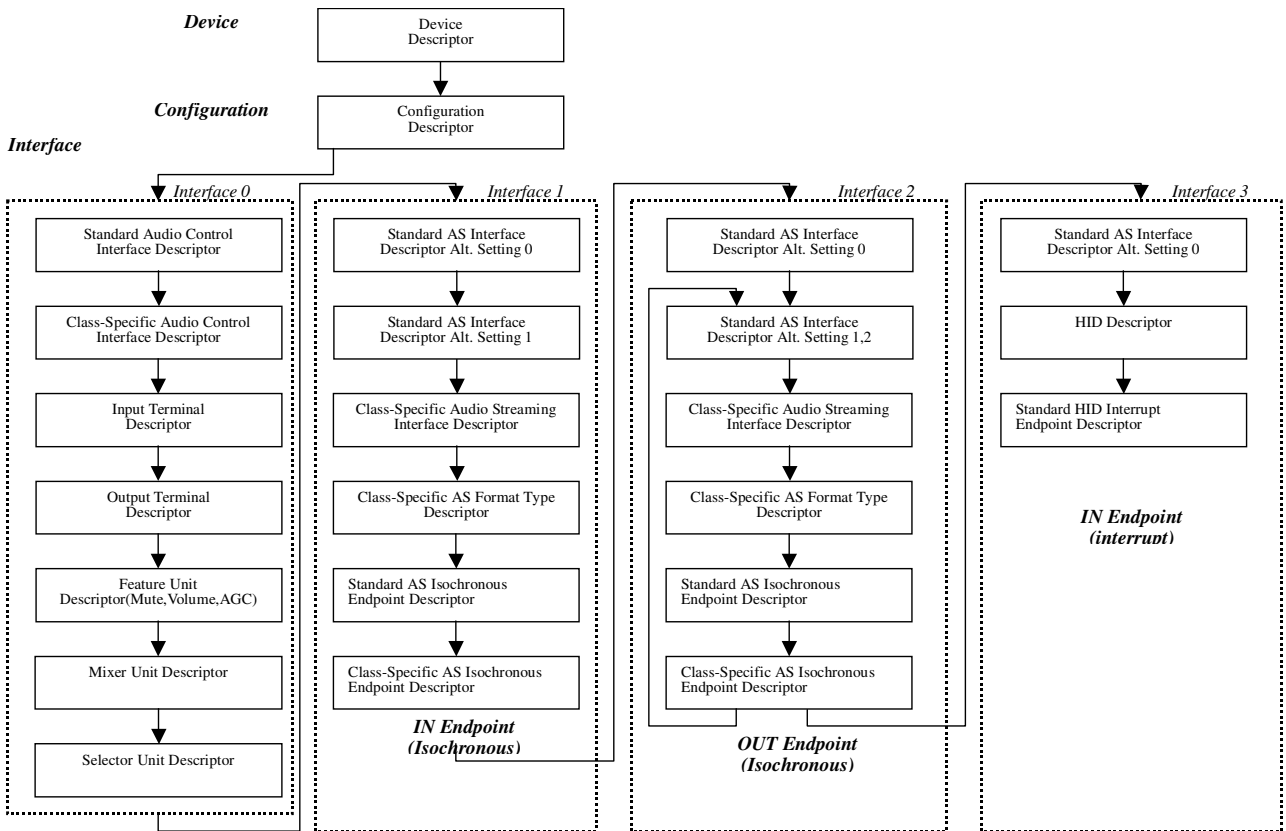 Device
Device
Descriptor
Configuration
Configuration
Descriptor
Interface
Interface 0
Standard Audio Control
Interface Descriptor
Class-Specific Audio Control
Interface Descriptor
Input Terminal
Descriptor
Output Terminal
Descriptor
Feature Unit
Descriptor(Mute,Volume,AGC)
Mixer Unit Descriptor
Selector Unit Descriptor
Interface 1
Standard AS Interface
Descriptor Alt. Setting 0
Standard AS Interface
Descriptor Alt. Setting 1
Class-Specific Audio Streaming
Interface Descriptor
Class-Specific AS Format Type
Descriptor
Standard AS Isochronous
Endpoint Descriptor
Class-Specific AS Isochronous
Endpoint Descriptor
IN Endpoint
(Isochronous)
Interface 2
Standard AS Interface
Descriptor Alt. Setting 0
Standard AS Interface
Descriptor Alt. Setting 1,2
Class-Specific Audio Streaming
Interface Descriptor
Class-Specific AS Format Type
Descriptor
Standard AS Isochronous
Endpoint Descriptor
Class-Specific AS Isochronous
Endpoint Descriptor
OUT Endpoint
(Isochronous)
Interface 3
Standard AS Interface
Descriptor Alt. Setting 0
HID Descriptor
Standard HID Interrupt
Endpoint Descriptor
IN Endpoint
(interrupt)